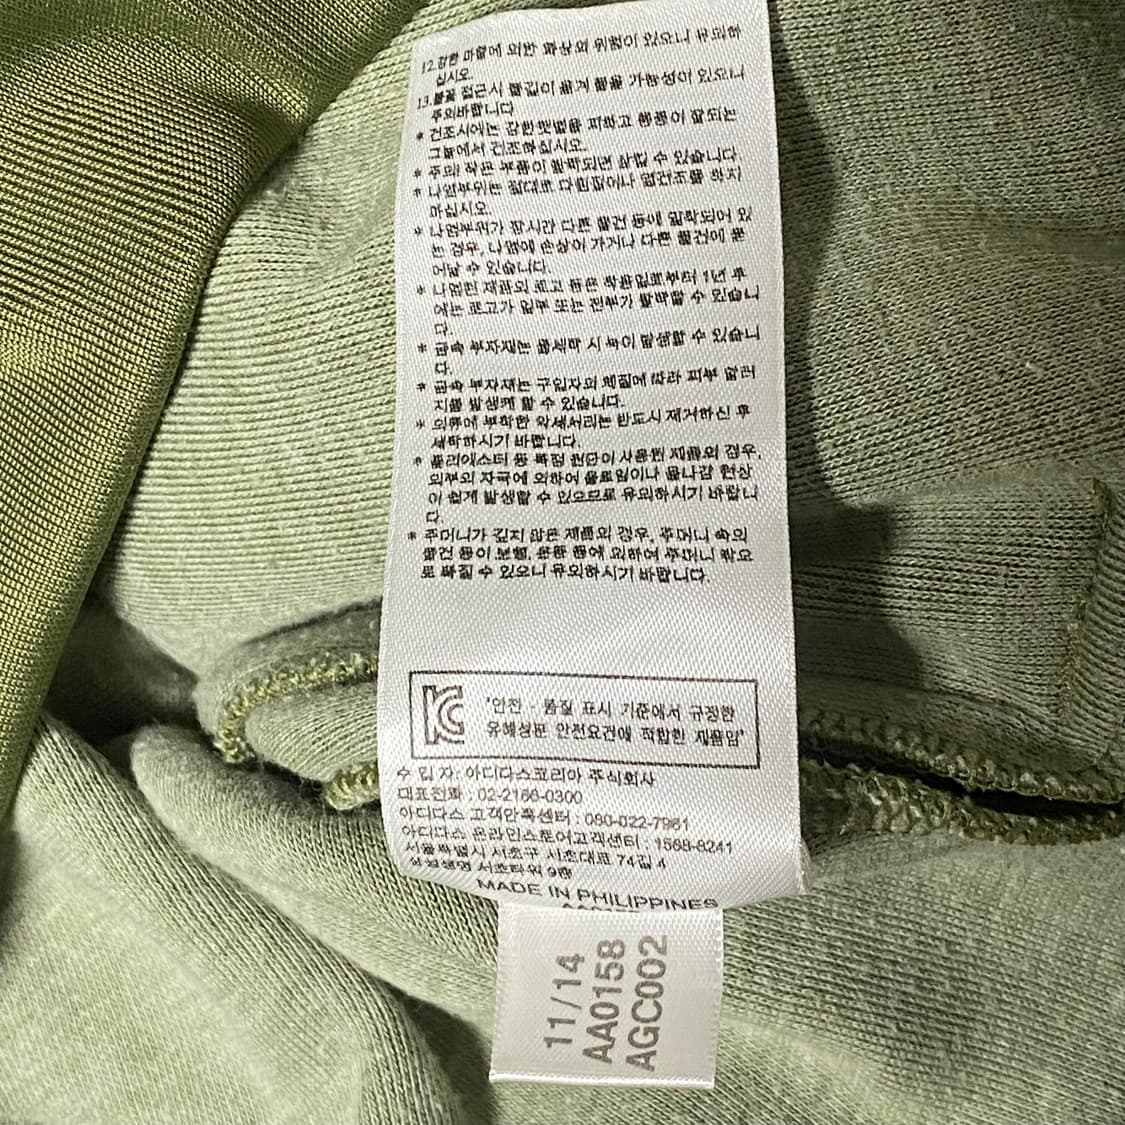 12.강한 마찰에 의한 화상의 위험이 있으니 유의하
십시오.
13.불꽃 접근시 불길이 옮겨 붙을 가능성이 있으니
주의바랍니다
* 건조시에는 강한햇볕을 피하고 통풍이 잘되는
그늘에서 건조하십시오.
* 주의! 작은 부품이 탈락되면 삼킬 수 있습니다.
* 나염부위는 절대로 다림질이나 열건조를 하지
마십시오.
* 나염부위가 장시간 다른 물건 등에 밀착되어 있
는 경우, 나염에 손상이 가거나 다른 물건에 묻
어날 수 있습니다.
* 나염된 제품의 로고 등은 착용일로부터 1년 후
에는 로고가 일부 또는 전부가 탈락할 수 있습니
다.
* 금속 부자재는 물세탁 시 녹이 발생할 수 있습니
다.
* 금속 부자재는 구입자의 체질에 따라 피부 알러
지를 발생케 할 수 있습니다.
* 의류에 부착한 악세서리는 반드시 제거하신 후
세탁하시기 바랍니다.
* 폴리에스터 등 특정 원단이 사용된 제품의 경우,
외부의 자극에 의하여 올트임이나 올나감 현상
이 쉽게 발생할 수 있으므로 유의하시기 바랍니
다.
* 주머니가 깊지 않은 제품의 경우, 주머니 속의
물건 등이 보행, 운동 등에 의하여 주머니 밖으
로 빠질 수 있으니 유의하시기 바랍니다.
'안전 · 품질 표시 기준에서 규정한
유해성분 안전요건에 적합한 제품임'
수 입 자: 아디다스코리아 주식회사
대표전화 : 02-2186-0300
아디다스 고객만족센터 : 080-022-7961
아디다스 온라인스토어고객센터 : 1588-8241
서울특별시 서초구 서초대로 74길 4
삼성생명 서초타워 9층
MADE IN PHILIPPINES
11/14
AA0158
AGC002